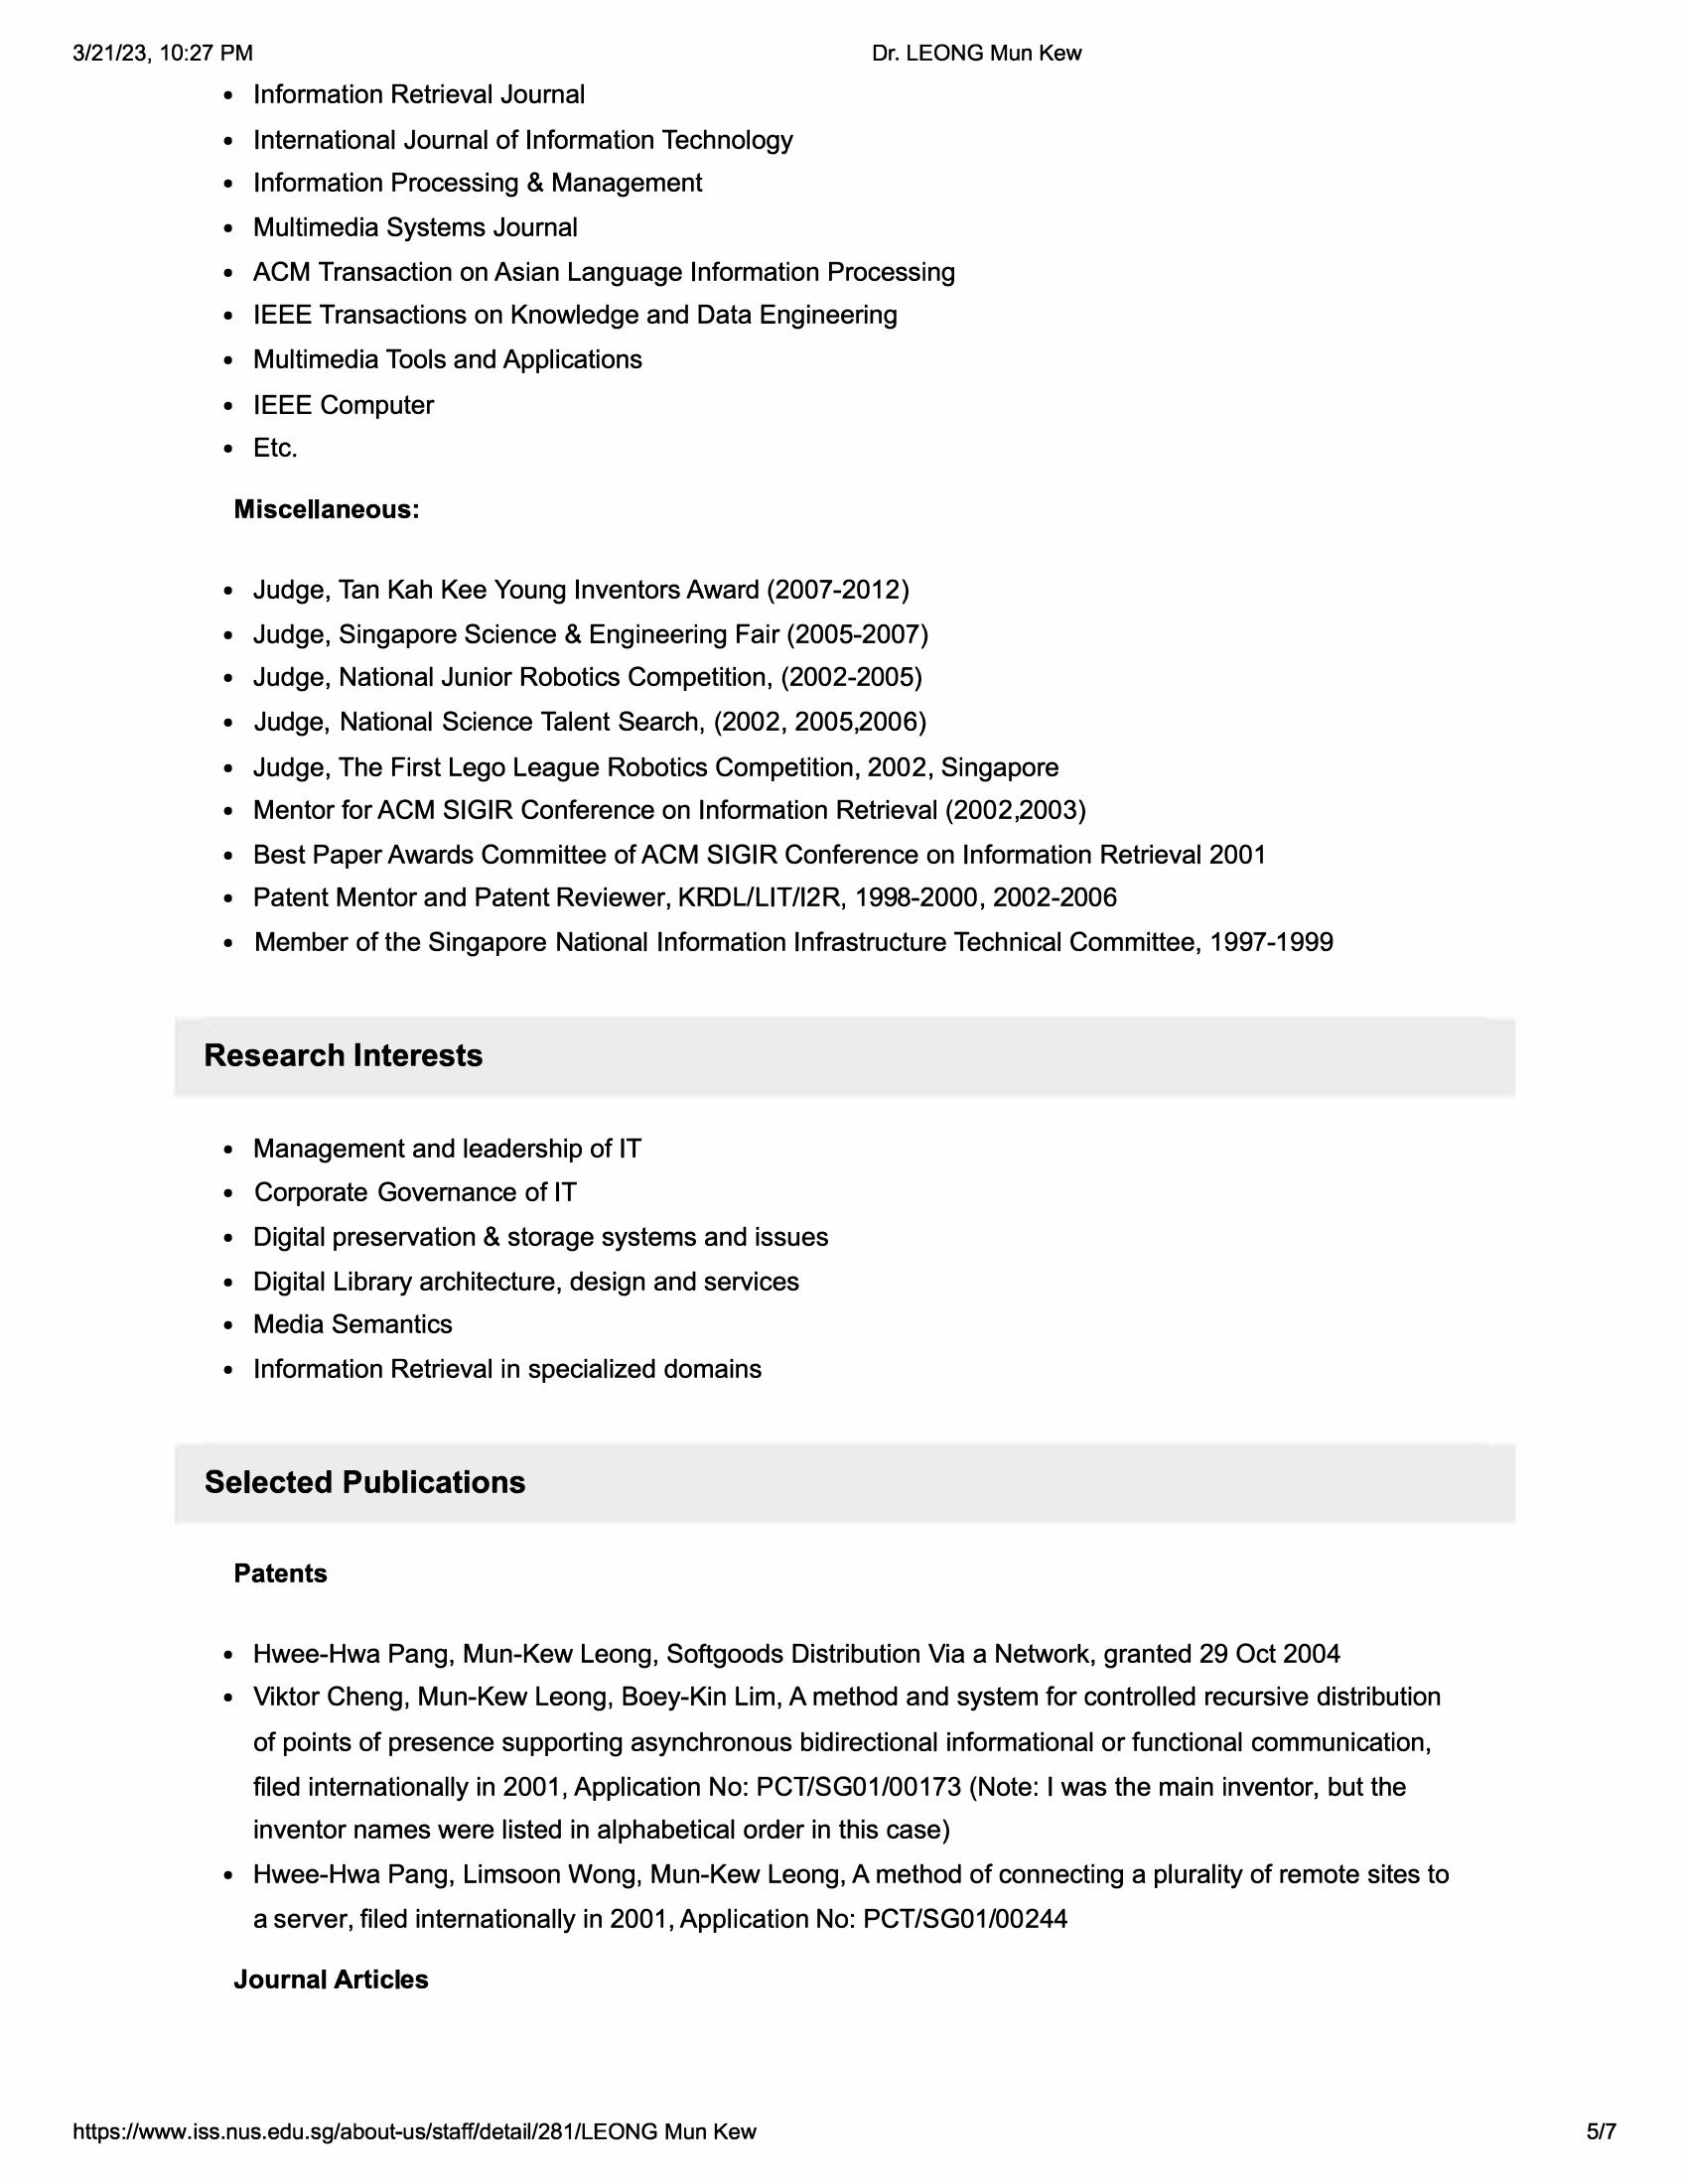 3/21/23, 10:27 PM
Dr. LEONG Mun Kew
• Information Retrieval Journal
• International Journal of Information Technology
• Information Processing & Management
• Multimedia Systems Journal
• ACM Transaction on Asian Language Information Processing
• IEEE Transactions on Knowledge and Data Engineering
• Multimedia Tools and Applications
• IEEE Computer
• Etc.
Miscellaneous:
• Judge, Tan Kah Kee Young Inventors Award (2007-2012)
• Judge, Singapore Science & Engineering Fair (2005-2007)
• Judge, National Junior Robotics Competition, (2002-2005)
• Judge, National Science Talent Search, (2002, 2005,2006)
• Judge, The First Lego League Robotics Competition, 2002, Singapore
• Mentor for ACM SIGIR Conference on Information Retrieval (2002,2003)
• Best Paper Awards Committee of ACM SIGIR Conference on Information Retrieval 2001
• Patent Mentor and Patent Reviewer, KRDL/LIT/I2R, 1998-2000, 2002-2006
• Member of the Singapore National Information Infrastructure Technical Committee, 1997-1999
Research Interests
• Management and leadership of IT
• Corporate Governance of IT
• Digital preservation & storage systems and issues
• Digital Library architecture, design and services
• Media Semantics
• Information Retrieval in specialized domains
Selected Publications
Patents
• Hwee-Hwa Pang, Mun-Kew Leong, Softgoods Distribution Via a Network, granted 29 Oct 2004
• Viktor Cheng, Mun-Kew Leong, Boey-Kin Lim, A method and system for controlled recursive distribution
of points of presence supporting asynchronous bidirectional informational or functional communication,
filed internationally in 2001, Application No: PCT/SG01/00173 (Note: I was the main inventor, but the
inventor names were listed in alphabetical order in this case)
• Hwee-Hwa Pang, Limsoon Wong, Mun-Kew Leong, A method of connecting a plurality of remote sites to
a server, filed internationally in 2001, Application No: PCT/SG01/00244
Journal Articles
https://www.iss.nus.edu.sg/about-us/staff/detail/281/LEONG Mun Kew
5/7